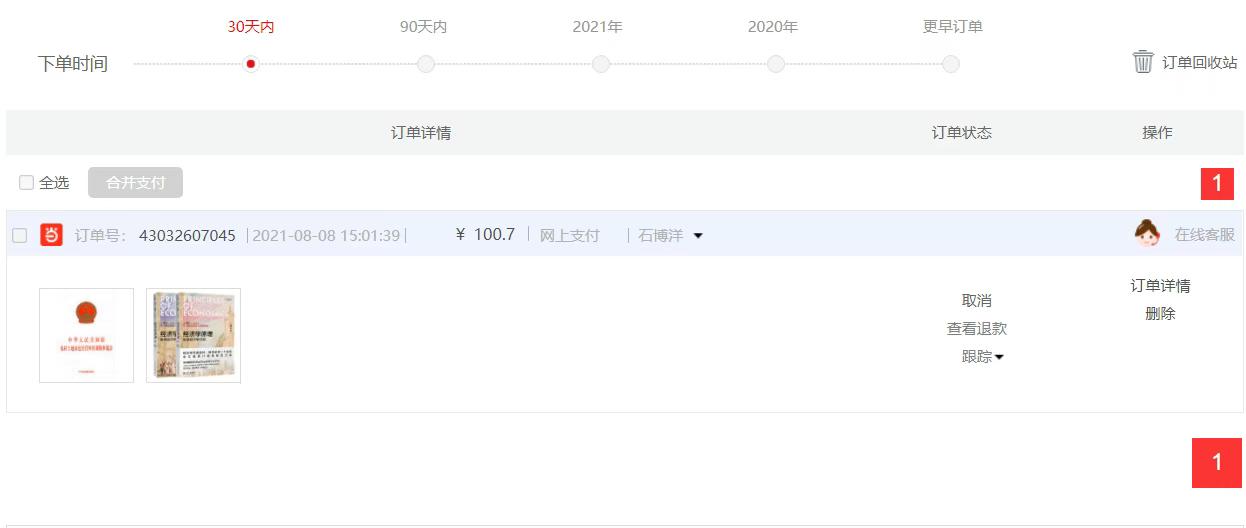 30天内 90天内 2021年 2020年 更早订单
下单时间 订单回收站
订单详情 订单状态 操作
全选 合并支付 1
订单号： 43032607045 2021-08-08 15:01:39 ¥ 100.7 网上支付 石博洋 在线客服
PRINCIPLES
OF
ECONOMICS
经济学原理
中华人民共和国
取消
查看退款
跟踪
订单详情
删除
1